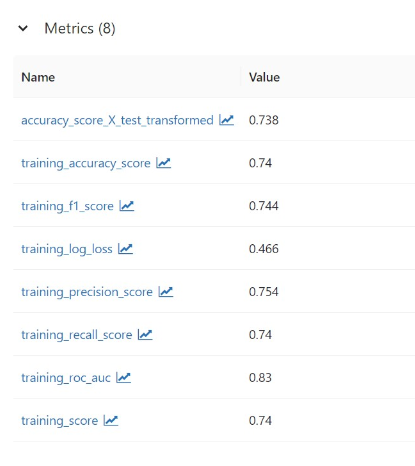 Metrics (8)
Name Value
accuracy_score_X_test_transformed 0.738
training_accuracy_score 0.74
training_f1_score 0.744
training_log_loss 0.466
training_precision_score 0.754
training_recall_score 0.74
training_roc_auc 0.83
training_score 0.74